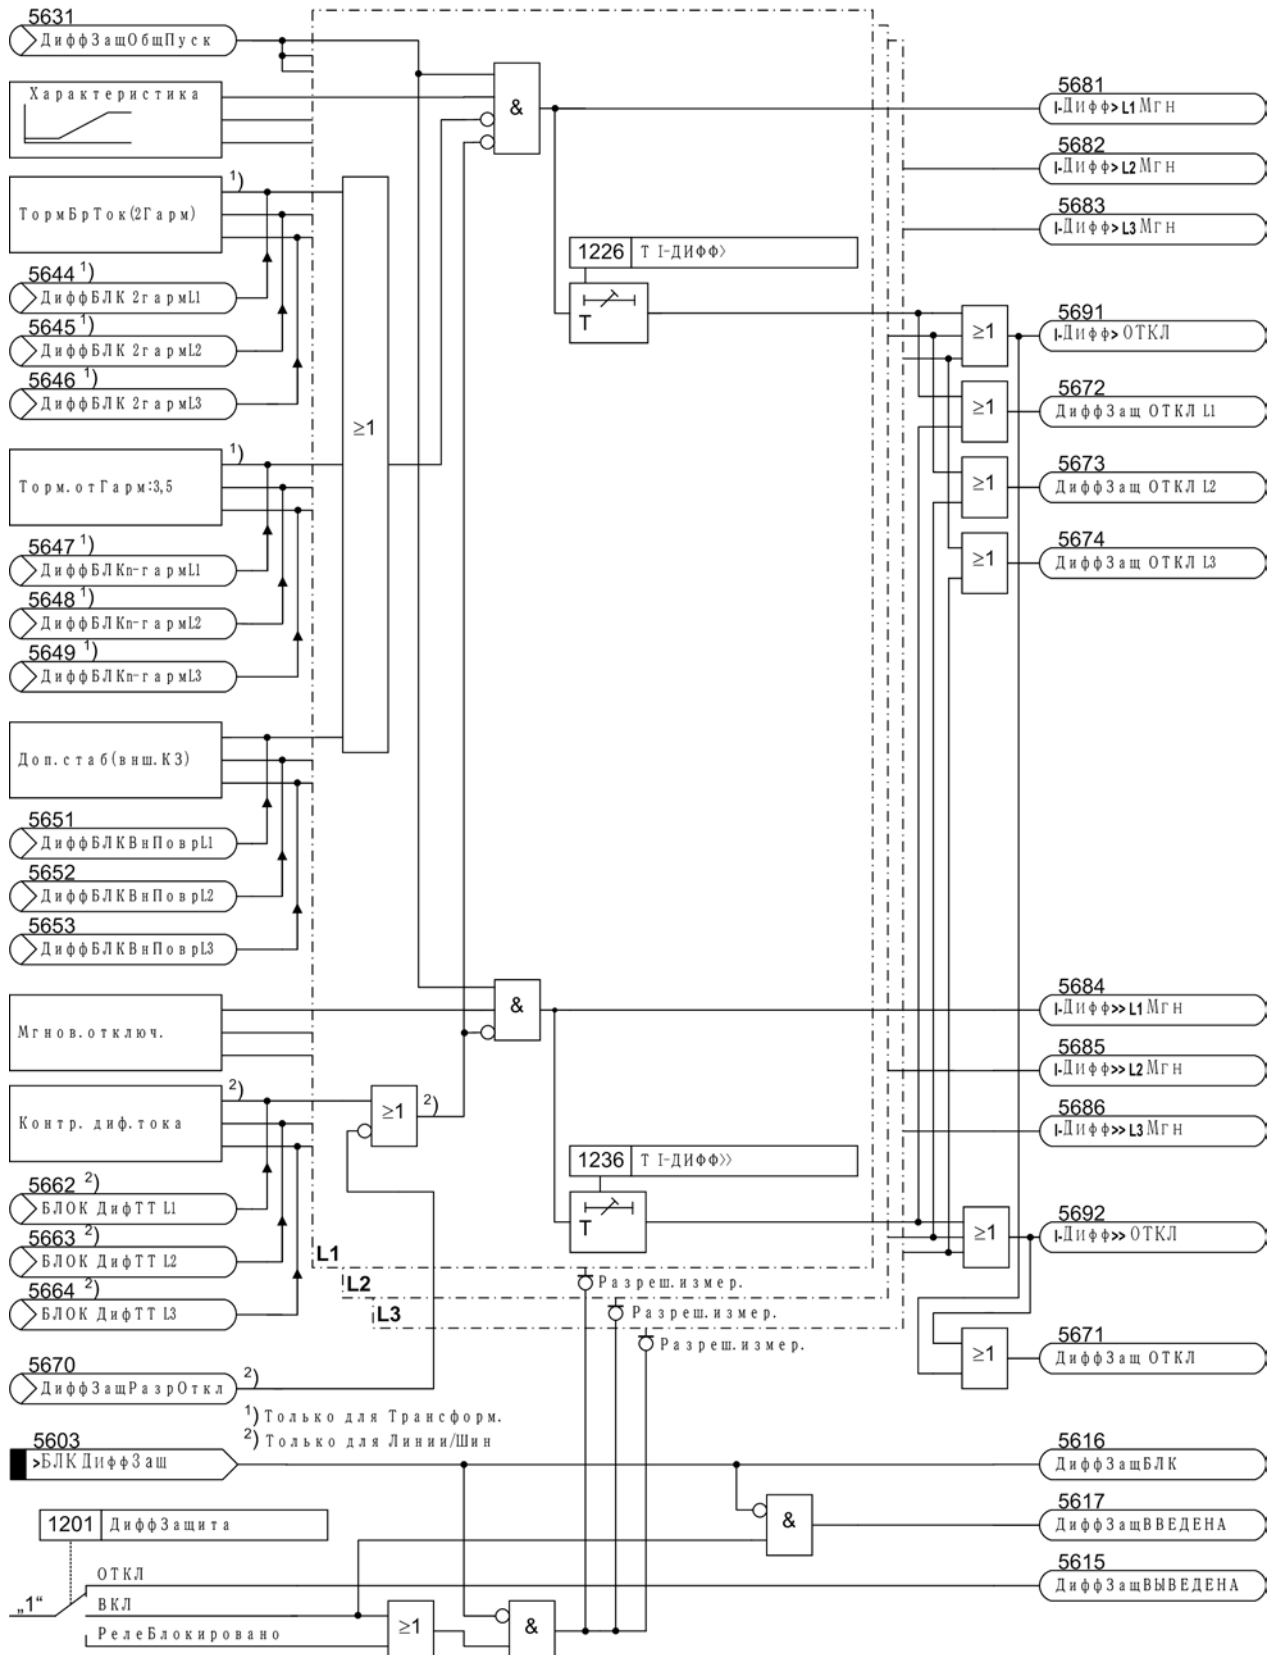 5631
ДиффЗащОбщПуск
Характеристика
1)
ТормБрТок(2Гарм)
5644 1)
ДиффБЛК 2гармL1
5645 1)
ДиффБЛК 2гармL2
5646 1)
ДиффБЛК 2гармL3
1)
Торм.отГарм:3,5
5647 1)
ДиффБЛКn-гармL1
5648 1)
ДиффБЛКn-гармL2
5649 1)
ДиффБЛКn-гармL3
Доп.стаб(внш.КЗ)
5651
ДиффБЛКВнПоврL1
5652
ДиффБЛКВнПоврL2
5653
ДиффБЛКВнПоврL3
Мгнов.отключ.
2)
Контр. диф.тока
5662 2)
БЛОК ДифТТ L1
5663 2)
БЛОК ДифТТ L2
5664 2)
БЛОК ДифТТ L3
5670
ДиффЗащРазрОткл 2)
≥1
&
1226 Т I-ДИфф>
T
&
≥1 2)
1236 Т I-ДИфф>>
T
L1
L2
L3
Разреш.измер.
Разреш.измер.
Разреш.измер.
1) Только для Трансформ.
2) Только для Линии/Шин
5681
I-Дифф> L1 Мгн
5682
I-Дифф> L2 Мгн
5683
I-Дифф> L3 Мгн
≥1
5691
I-Дифф> ОТКЛ
≥1
5672
ДиффЗащ ОТКЛ L1
≥1
5673
ДиффЗащ ОТКЛ L2
≥1
5674
ДиффЗащ ОТКЛ L3
5684
I-Дифф>> L1 Мгн
5685
I-Дифф>> L2 Мгн
5686
I-Дифф>> L3 Мгн
≥1
5692
I-Дифф>> ОТКЛ
≥1
5671
ДиффЗащ ОТКЛ
5603
>БЛКДиффЗащ
5616
ДиффЗащБЛК
&
5617
ДиффЗащВВЕДЕНА
5615
ДиффЗащВЫВЕДЕНА
1201 ДиффЗащита
„1“
ОТКЛ
ВКЛ
РелеБлокировано
≥1
&